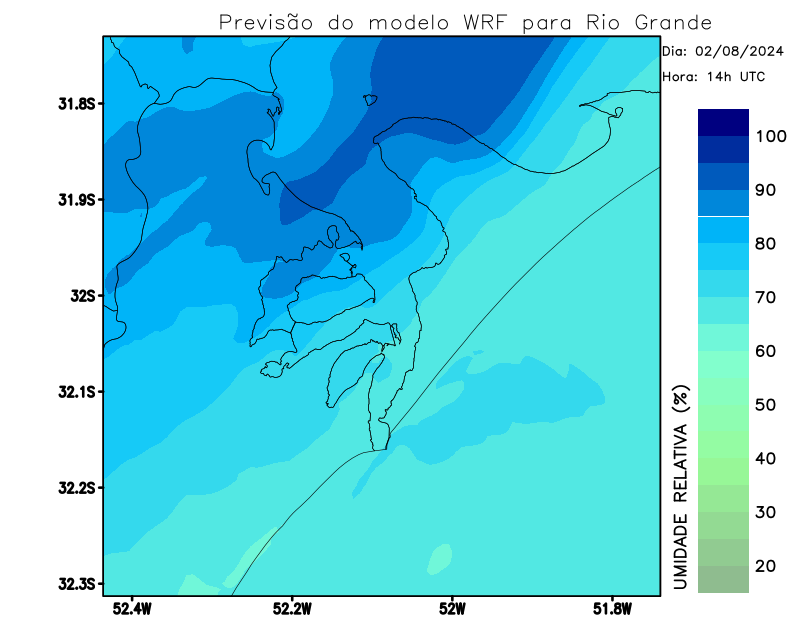 Previsão do modelo WRF para Rio Grande
Dia: 02/08/2024
Hora: 14h UTC
31.8S
31.9S
32S
32.1S
32.2S
32.3S
52.4W
52.2W
52W
51.8W
100
90
80
70
60
50
40
30
20
UMIDADE RELATIVA (%)